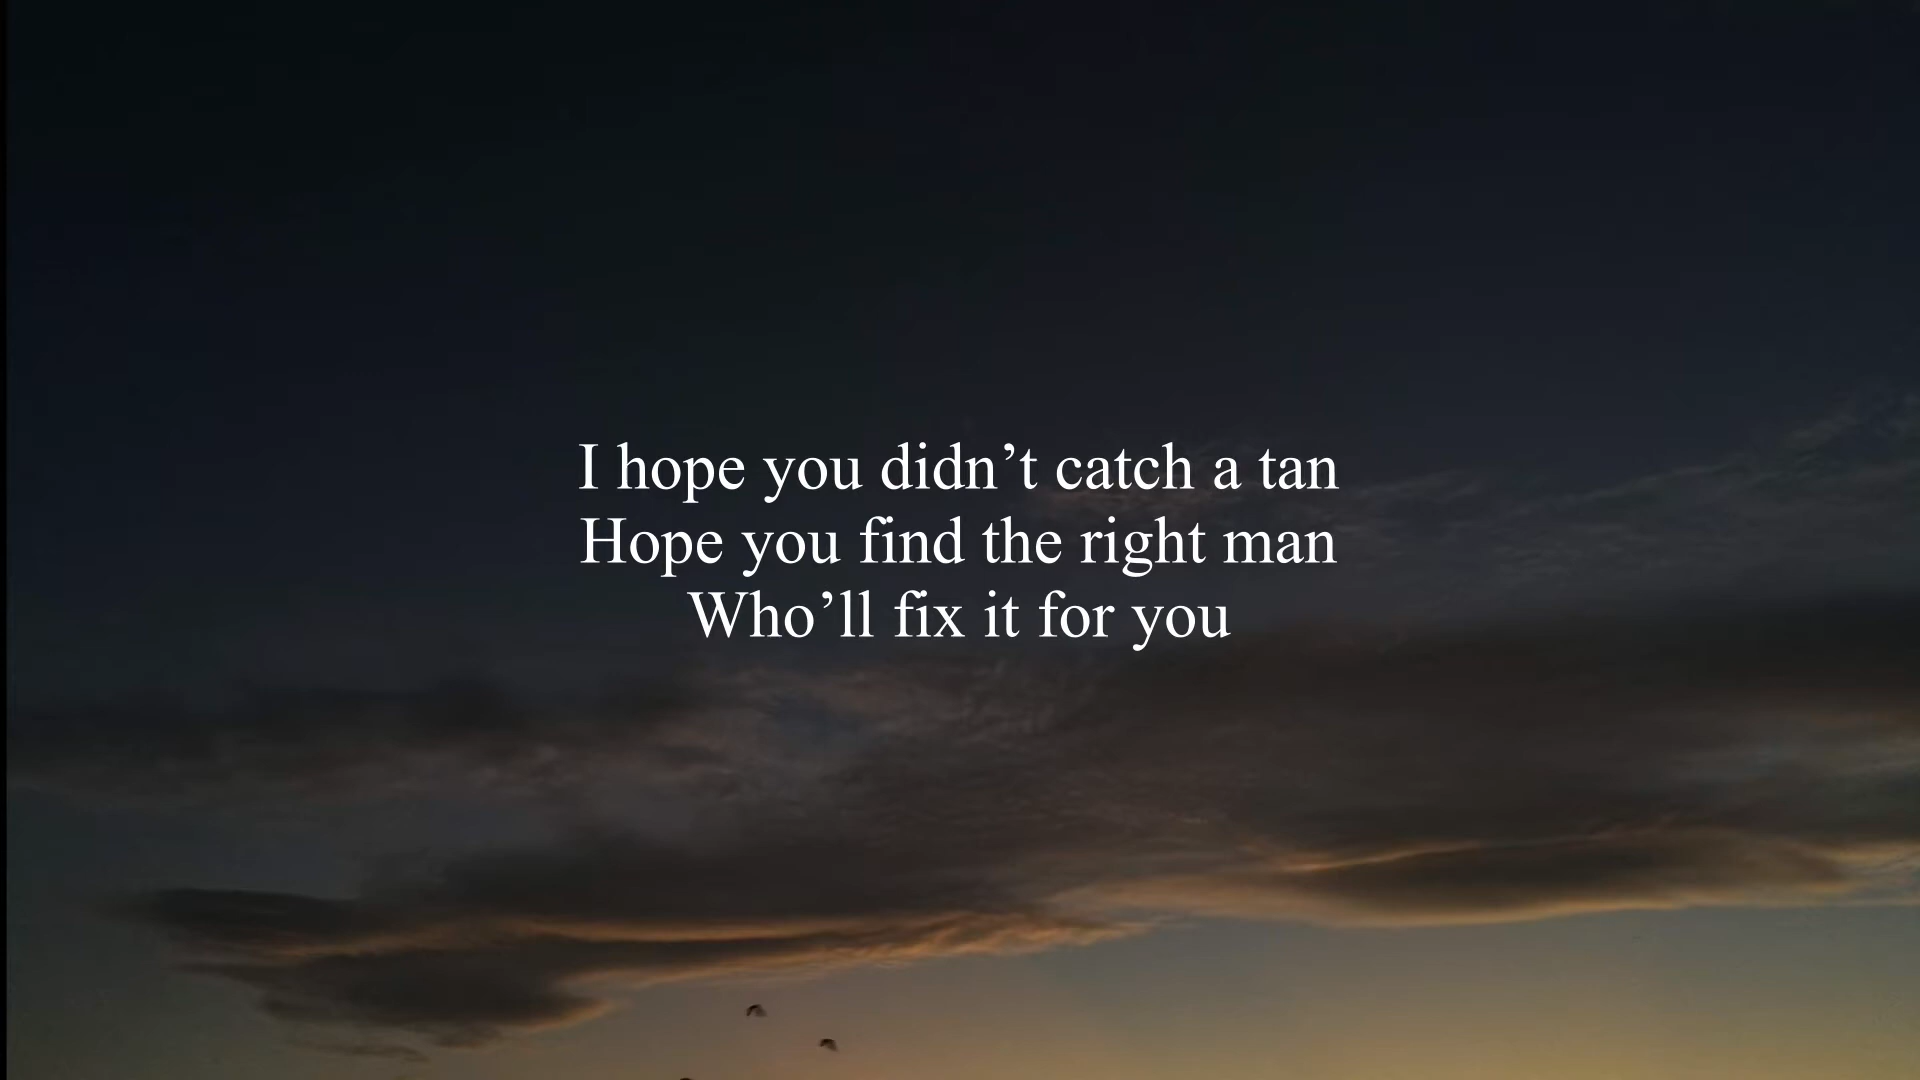 I hope you didn’t catch a tan
Hope you find the right man
Who’ll fix it for you